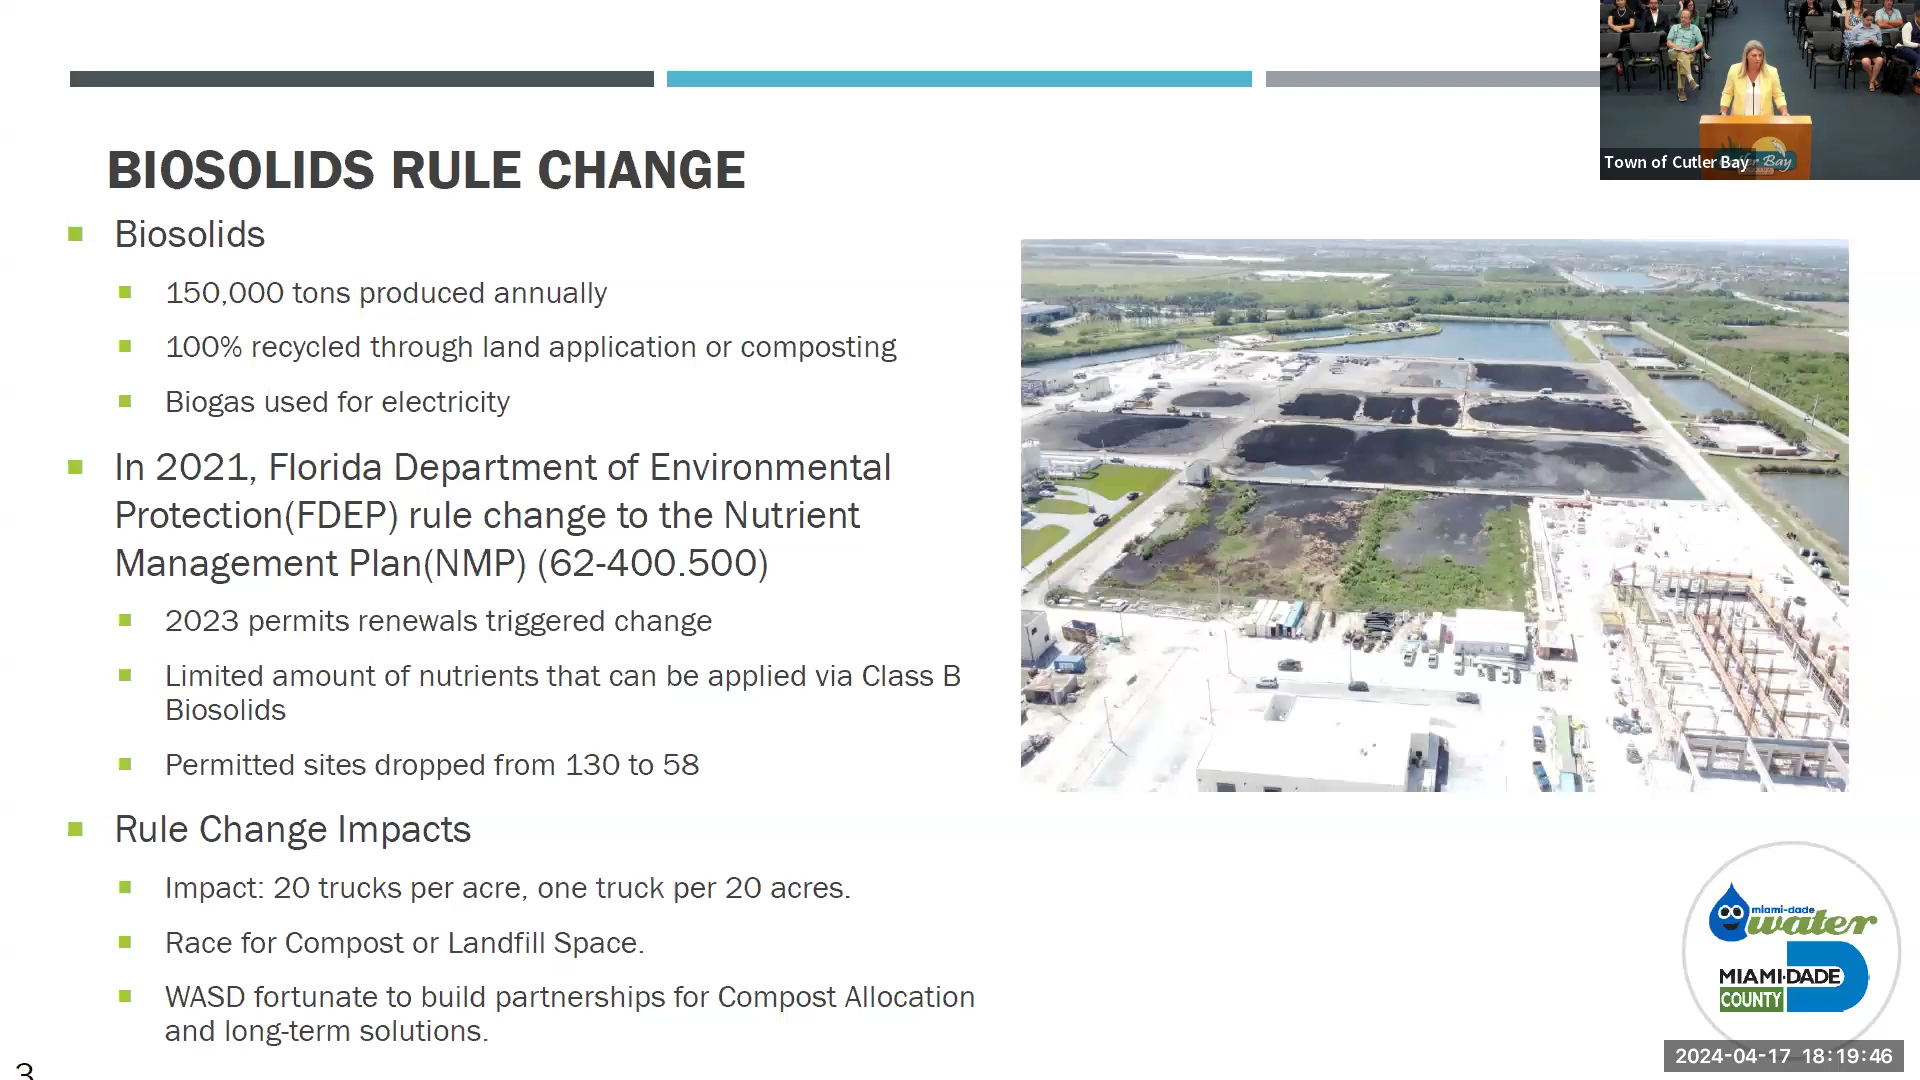 Town of Cutler Bay
BIOSOLIDS RULE CHANGE
Biosolids
150,000 tons produced annually
100% recycled through land application or composting
Biogas used for electricity
In 2021, Florida Department of Environmental
Protection(FDEP) rule change to the Nutrient
Management Plan(NMP) (62-400.500)
2023 permits renewals triggered change
Limited amount of nutrients that can be applied via Class B
Biosolids
Permitted sites dropped from 130 to 58
Rule Change Impacts
Impact: 20 trucks per acre, one truck per 20 acres.
Race for Compost or Landfill Space.
WASD fortunate to build partnerships for Compost Allocation
and long-term solutions.
miami-dade
water
MIAMI-DADE
COUNTY
3
2024-04-17 18:19:46